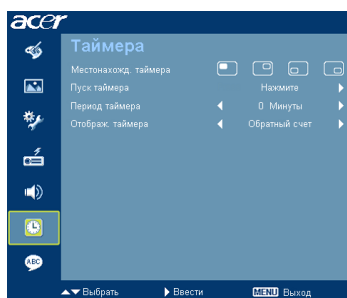 acer
Таймера
Местонахожд. таймера
Пуск таймера Нажмите
Период таймера 0 Минуты
Отображ. таймера Обратный счет
ABC
Выбрать Ввести MENU Выход